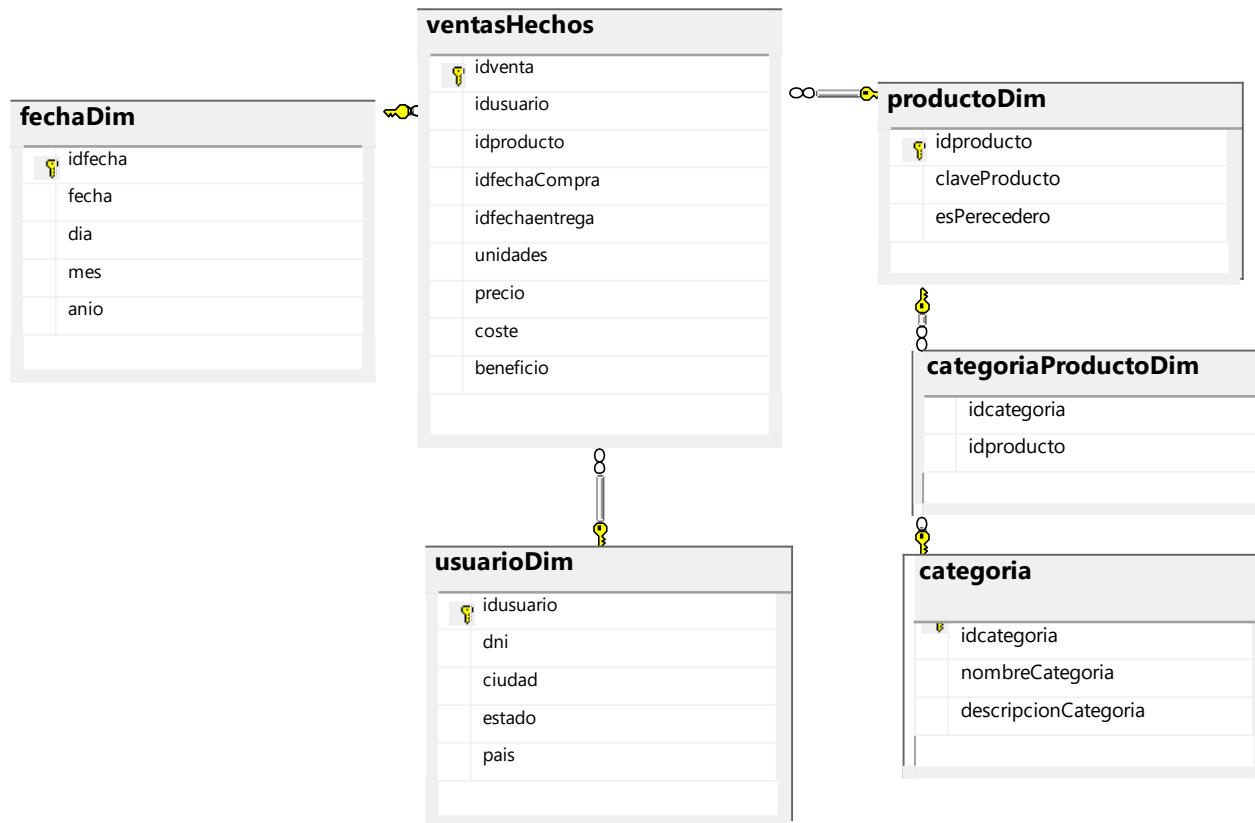 ventasHechos
idventa
idusuario
idproducto
idfechaCompra
idfechaentrega
unidades
precio
coste
beneficio
fechaDim
idfecha
fecha
dia
mes
anio
productoDim
idproducto
claveProducto
esPerecedero
categoriaProductoDim
idcategoria
idproducto
usuarioDim
idusuario
dni
ciudad
estado
pais
categoria
idcategoria
nombreCategoria
descripcionCategoria